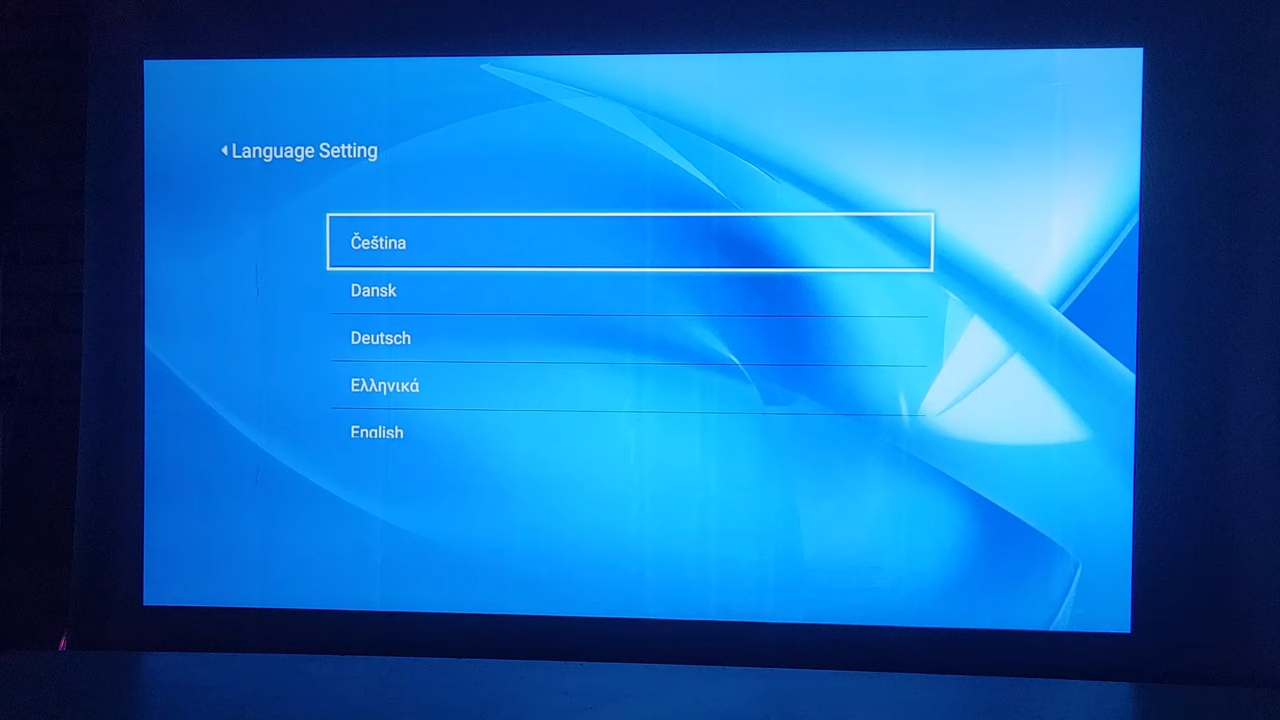 Language Setting
Čeština
Dansk
Deutsch
Ελληνικά
English